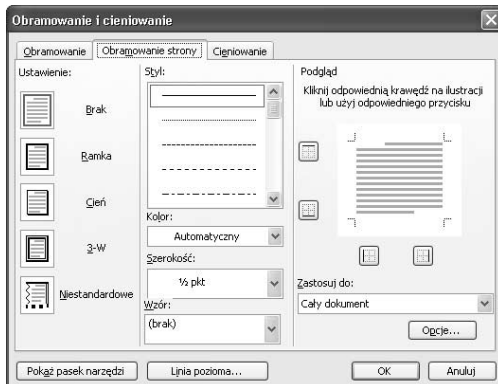 Obramowanie i cieniowanie
Obramowanie
Obramowanie strony
Cieniowanie
Ustawienie:
Brak
Ramka
Cień
3-W
Niestandardowe
Styl:
Kolor:
Automatyczny
Szerokość:
½ pkt
Wzór:
(brak)
Podgląd
Kliknij odpowiednią krawędź na ilustracji
lub użyj odpowiedniego przycisku
Zastosuj do:
Cały dokument
Opcje...
Pokaż pasek narzędzi
Linia pozioma...
OK
Anuluj